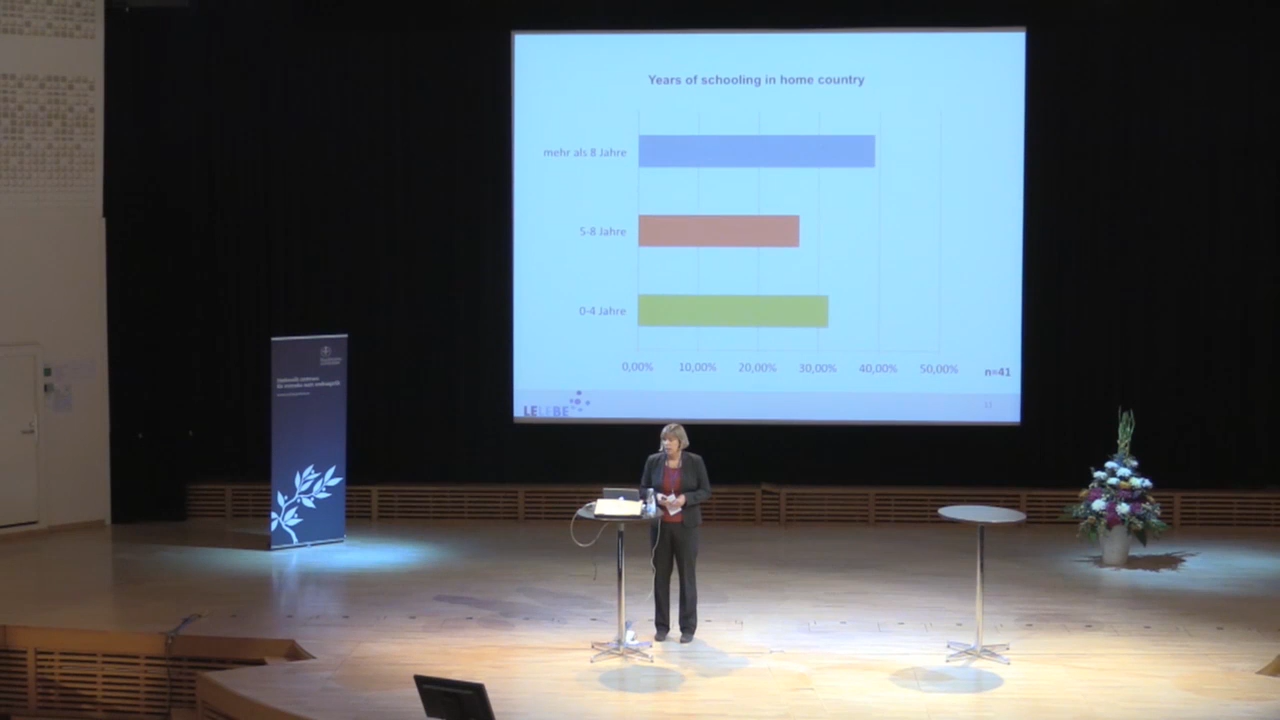 Years of schooling in home country
mehr als 8 Jahre
5-8 Jahre
0-4 Jahre
0,00% 10,00% 20,00% 30,00% 40,00% 50,00%
n=41
LELEBE